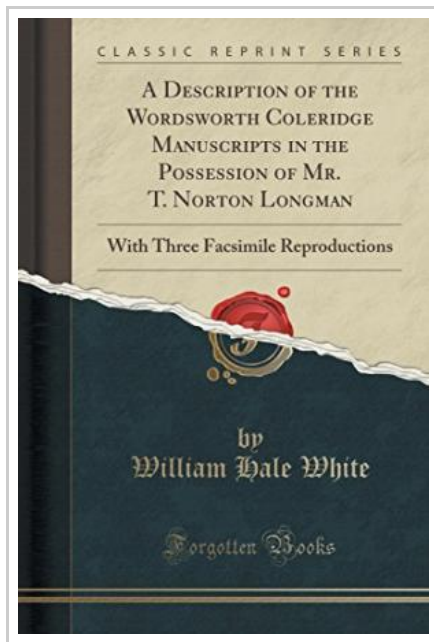 CLASSIC REPRINT SERIES
A DESCRIPTION OF THE
WORDSWORTH COLERIDGE
MANUSCRIPTS IN THE
POSSESSION OF MR.
T. NORTON LONGMAN
With Three Facsimile Reproductions
by
William Hale White
Forgotten Books